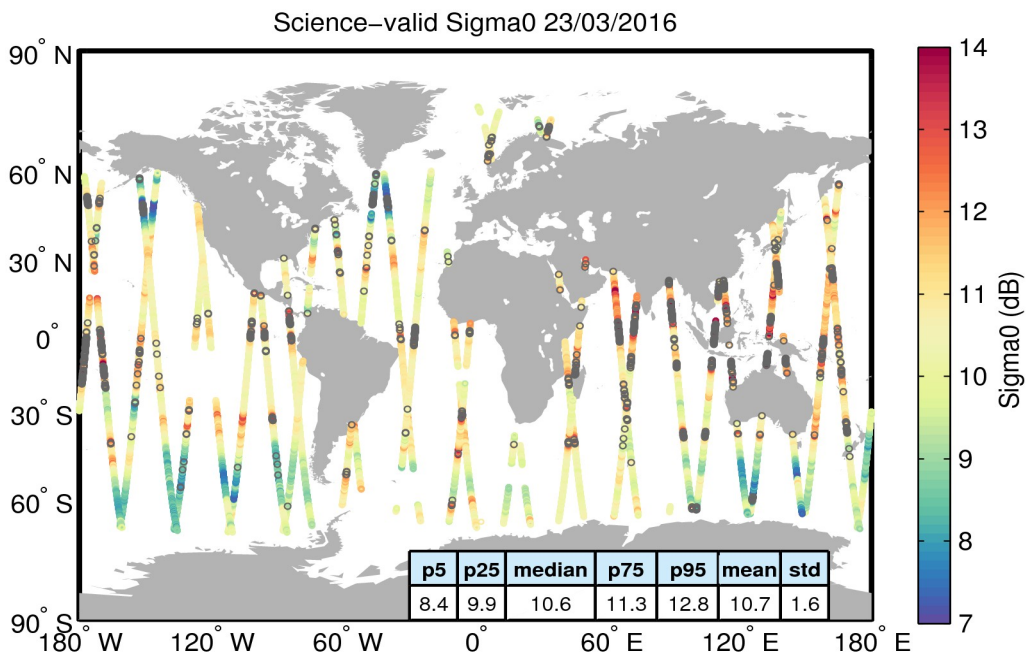 Science−valid Sigma0 23/03/2016
90° N
60° N
30° N
0°
30° S
60° S
90° S
180° W
120° W
60° W
0°
60° E
120° E
180° E
p5 p25 median p75 p95 mean std
8.4 9.9 10.6 11.3 12.8 10.7 1.6
14
13
12
11
10
9
8
7
Sigma0 (dB)